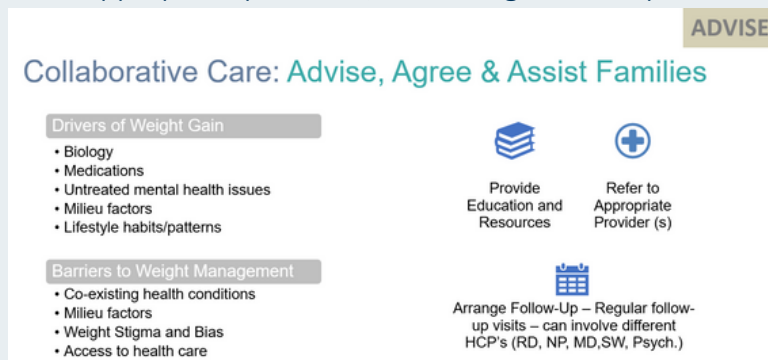 ADVISE
Collaborative Care: Advise, Agree & Assist Families
Drivers of Weight Gain
• Biology
• Medications
• Untreated mental health issues
• Milieu factors
• Lifestyle habits/patterns
Barriers to Weight Management
• Co-existing health conditions
• Milieu factors
• Weight Stigma and Bias
• Access to health care
Provide
Education and
Resources
Refer to
Appropriate
Provider (s)
Arrange Follow-Up – Regular follow-
up visits – can involve different
HCP's (RD, NP, MD,SW, Psych.)